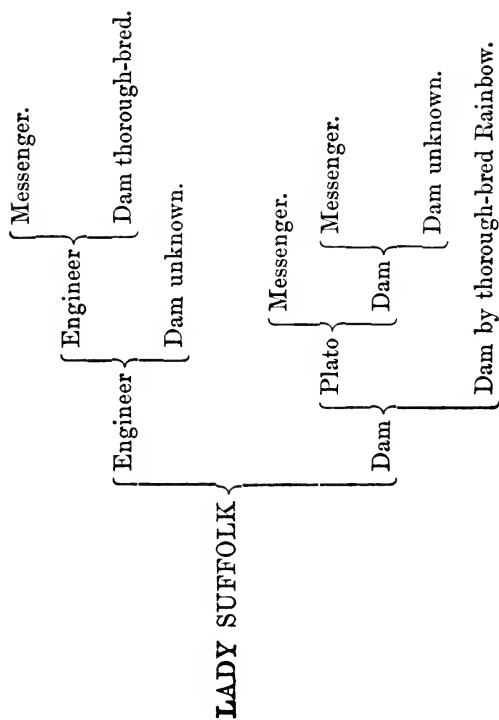 Messenger.
Engineer
Dam thorough-bred.
Engineer
Dam unknown.
LADY SUFFOLK
Messenger.
Plato
Messenger.
Dam
Dam unknown.
Dam
Dam by thorough-bred Rainbow.